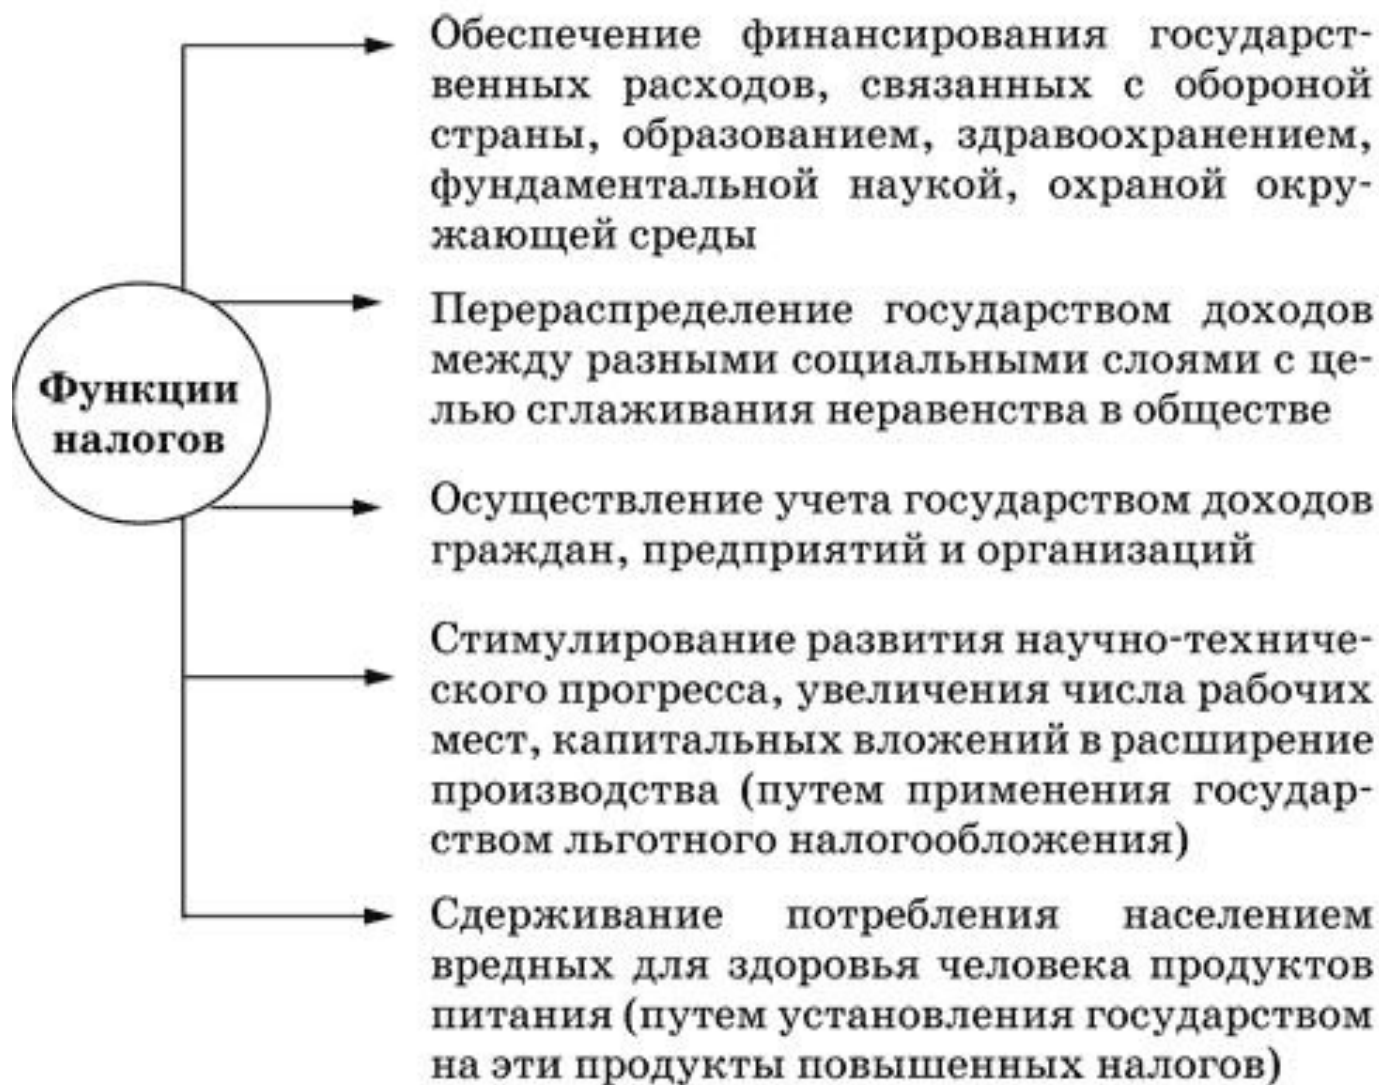 Обеспечение финансирования государст-
венных расходов, связанных с обороной
страны, образованием, здравоохранением,
фундаментальной наукой, охраной окру-
жающей среды
Функции
налогов
Перераспределение государством доходов
между разными социальными слоями с це-
лью сглаживания неравенства в обществе
Осуществление учета государством доходов
граждан, предприятий и организаций
Стимулирование развития научно-техниче-
ского прогресса, увеличения числа рабочих
мест, капитальных вложений в расширение
производства (путем применения государ-
ством льготного налогообложения)
Сдерживание потребления населением
вредных для здоровья человека продуктов
питания (путем установления государством
на эти продукты повышенных налогов)